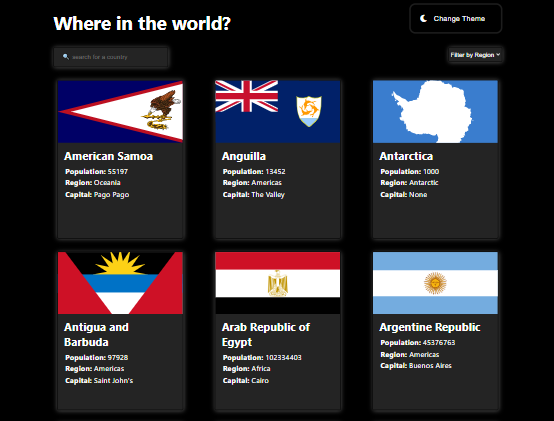 Where in the world?
Change Theme
search for a country
Filter by Region
American Samoa
Population: 55197
Region: Oceania
Capital: Pago Pago
Anguilla
Population: 13452
Region: Americas
Capital: The Valley
Antarctica
Population: 1000
Region: Antarctic
Capital: None
Antigua and
Barbuda
Population: 97928
Region: Americas
Capital: Saint John's
Arab Republic of
Egypt
Population: 102334403
Region: Africa
Capital: Cairo
Argentine Republic
Population: 45376763
Region: Americas
Capital: Buenos Aires